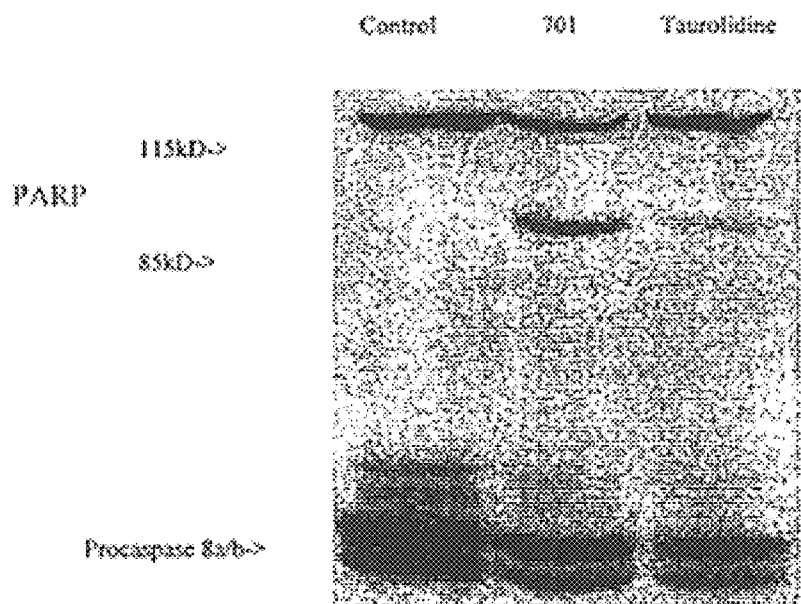 Control 701 Taurolidine
115kD->
PARP
85kD->
Procaspase 8a/b->